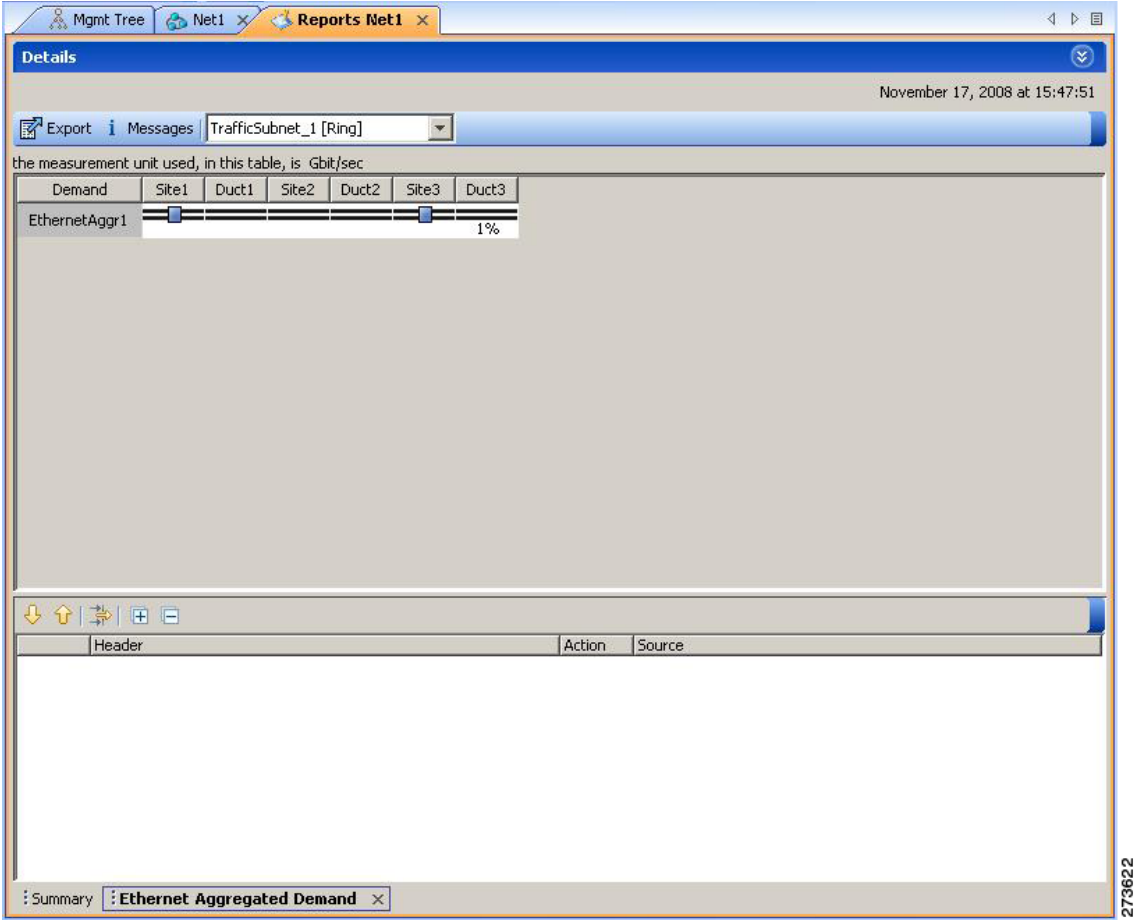 Mgmt Tree Net1 Reports Net1
Details
November 17, 2008 at 15:47:51
Export Messages TrafficSubnet_1 [Ring]
the measurement unit used, in this table, is Gbit/sec
Demand Site1 Duct1 Site2 Duct2 Site3 Duct3
EthernetAggr1
1%
Header Action Source
Summary Ethernet Aggregated Demand
273622